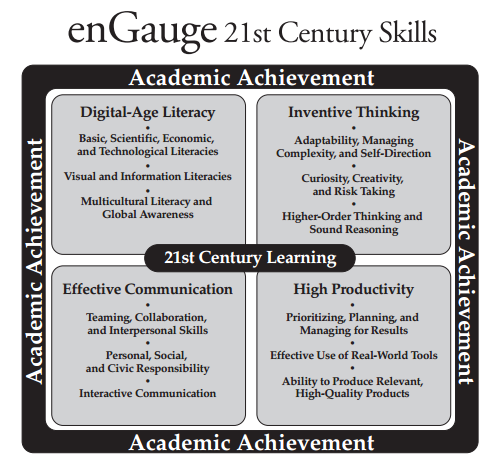 enGauge 21st Century Skills
Academic Achievement
Academic Achievement
Digital-Age Literacy
•
Basic, Scientific, Economic,
and Technological Literacies
•
Visual and Information Literacies
•
Multicultural Literacy and
Global Awareness
Inventive Thinking
•
Adaptability, Managing
Complexity, and Self-Direction
•
Curiosity, Creativity,
and Risk Taking
•
Higher-Order Thinking and
Sound Reasoning
Academic Achievement
21st Century Learning
Effective Communication
•
Teaming, Collaboration,
and Interpersonal Skills
•
Personal, Social,
and Civic Responsibility
•
Interactive Communication
High Productivity
•
Prioritizing, Planning, and
Managing for Results
•
Effective Use of Real-World Tools
•
Ability to Produce Relevant,
High-Quality Products
Academic Achievement